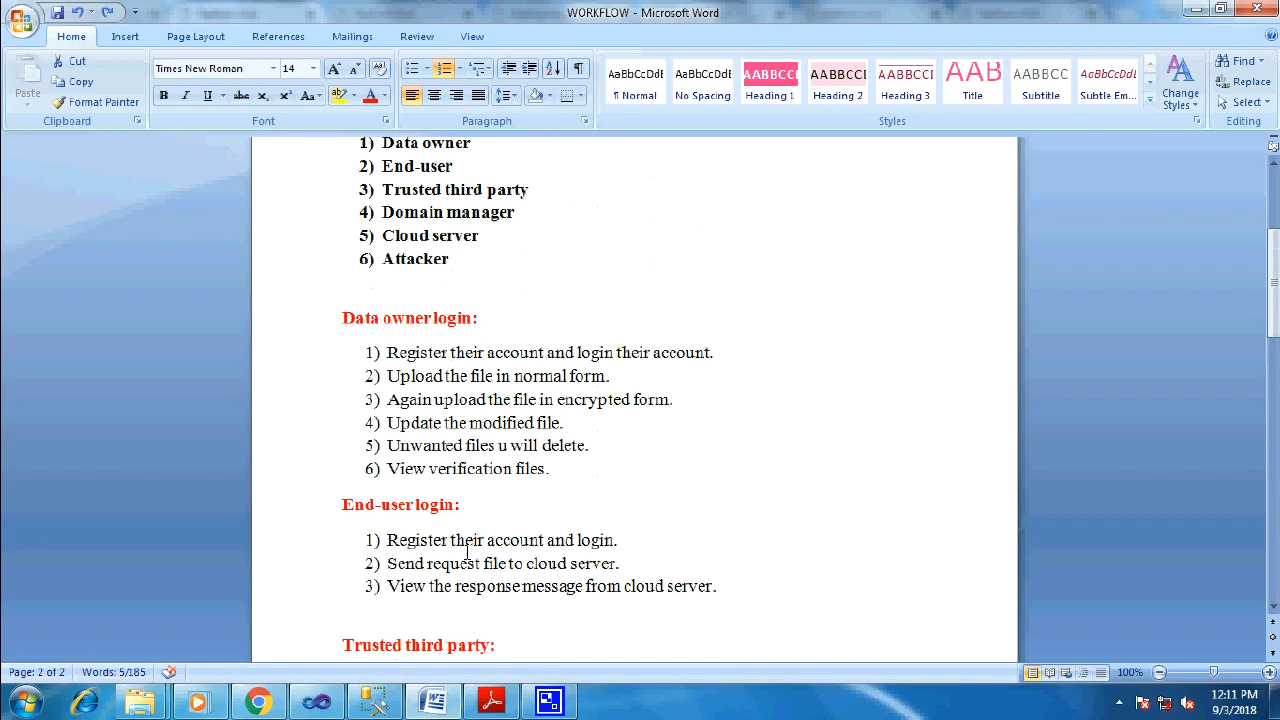 WORKFLOW - Microsoft Word
Home Insert Page Layout References Mailings Review View
Paste
Cut
Copy
Format Painter
Clipboard
Times New Roman 14
Font
Paragraph
AaBbCcDdI AaBbCcDdI AABBCCI AABBCCI AABBCCI AAB AABBCC AaBbCcDdI
¶ Normal No Spacing Heading 1 Heading 2 Heading 3 Title Subtitle Subtle Em...
Change
Styles
Styles
Find
Replace
Select
Editing
1) Data owner
2) End-user
3) Trusted third party
4) Domain manager
5) Cloud server
6) Attacker
Data owner login:
1) Register their account and login their account.
2) Upload the file in normal form.
3) Again upload the file in encrypted form.
4) Update the modified file.
5) Unwanted files u will delete.
6) View verification files.
End-user login:
1) Register their account and login.
2) Send request file to cloud server.
3) View the response message from cloud server.
Trusted third party:
Page: 2 of 2 Words: 5/185 100%
12:11 PM
9/3/2018